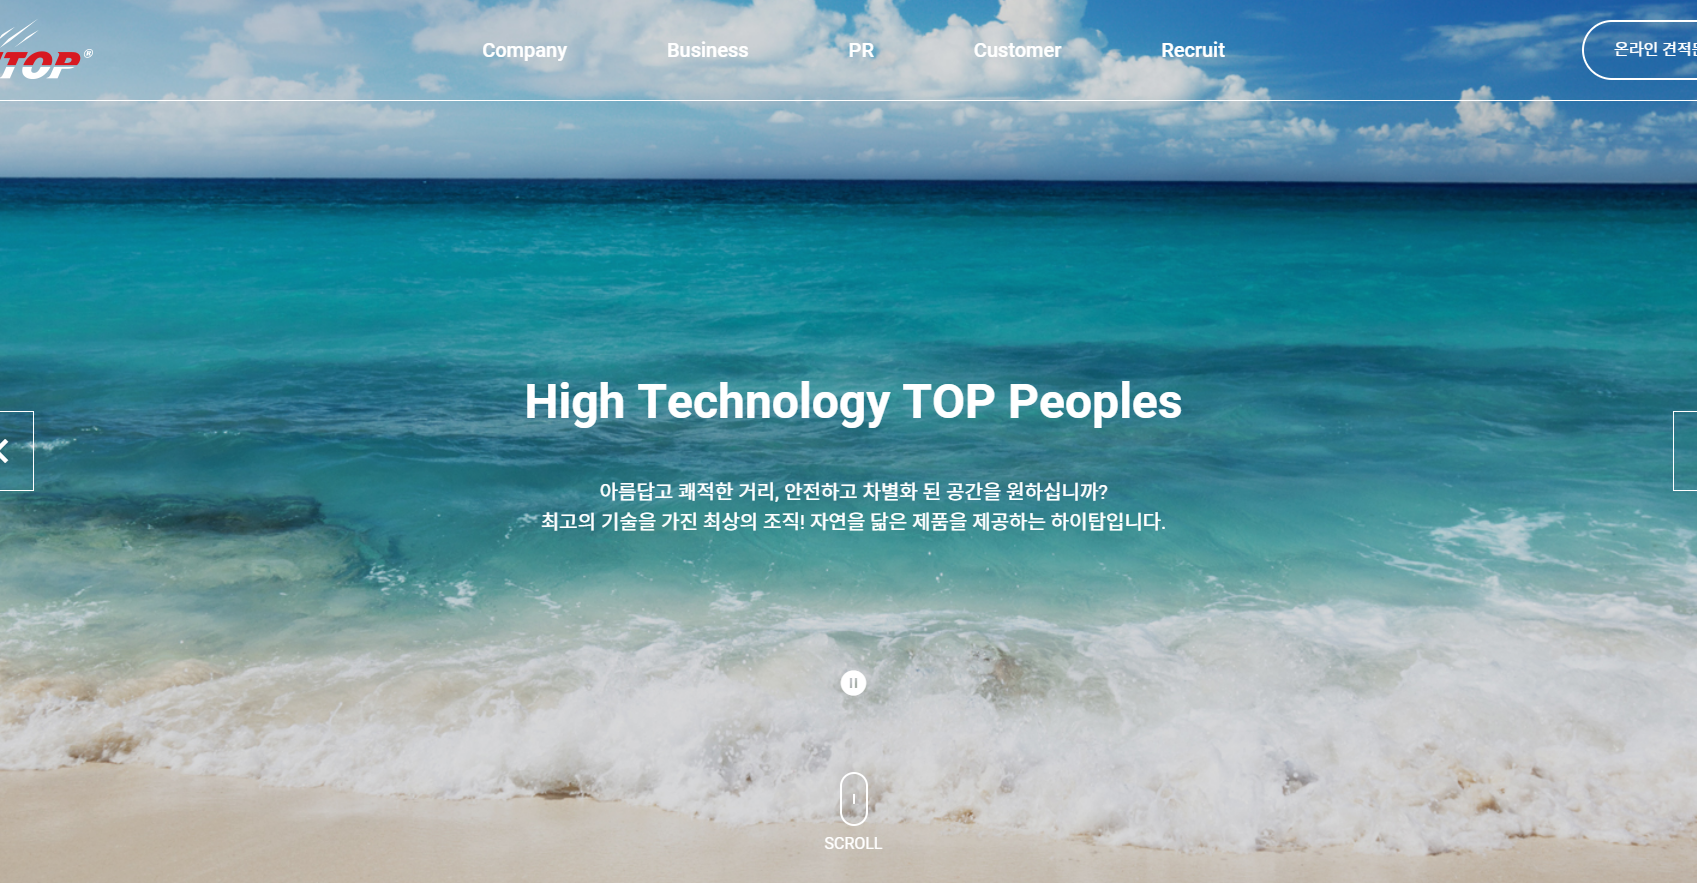 TOP®
Company
Business
PR
Customer
Recruit
온라인
High Technology TOP Peoples
아름답고 쾌적한 거리, 안전하고 차별화 된 공간을 원하십니까?
최고의 기술을 가진 최상의 조직! 자연을 닮은 제품을 제공하는 하이탑입니다.
SCROLL